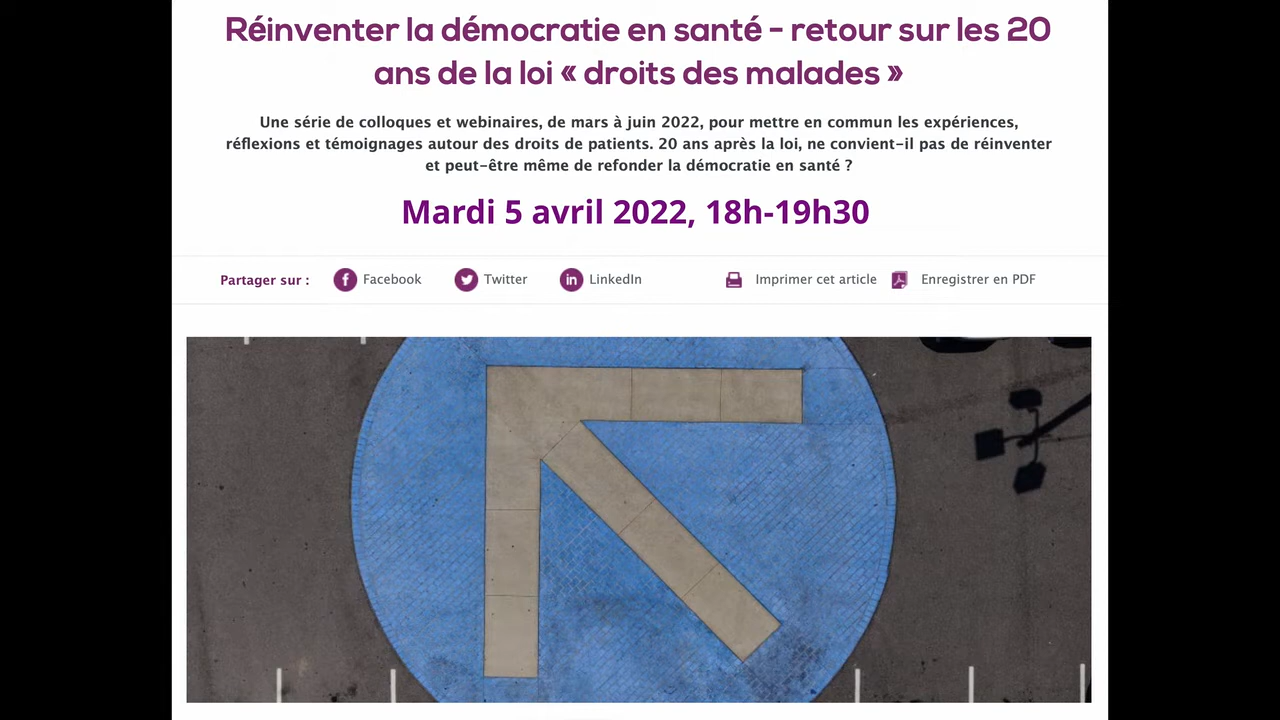 Réinventer la démocratie en santé - retour sur les 20
ans de la loi « droits des malades »
Une série de colloques et webinaires, de mars à juin 2022, pour mettre en commun les expériences,
réflexions et témoignages autour des droits de patients. 20 ans après la loi, ne convient-il pas de réinventer
et peut-être même de refonder la démocratie en santé ?
Mardi 5 avril 2022, 18h-19h30
Partager sur : Facebook Twitter LinkedIn Imprimer cet article Enregistrer en PDF